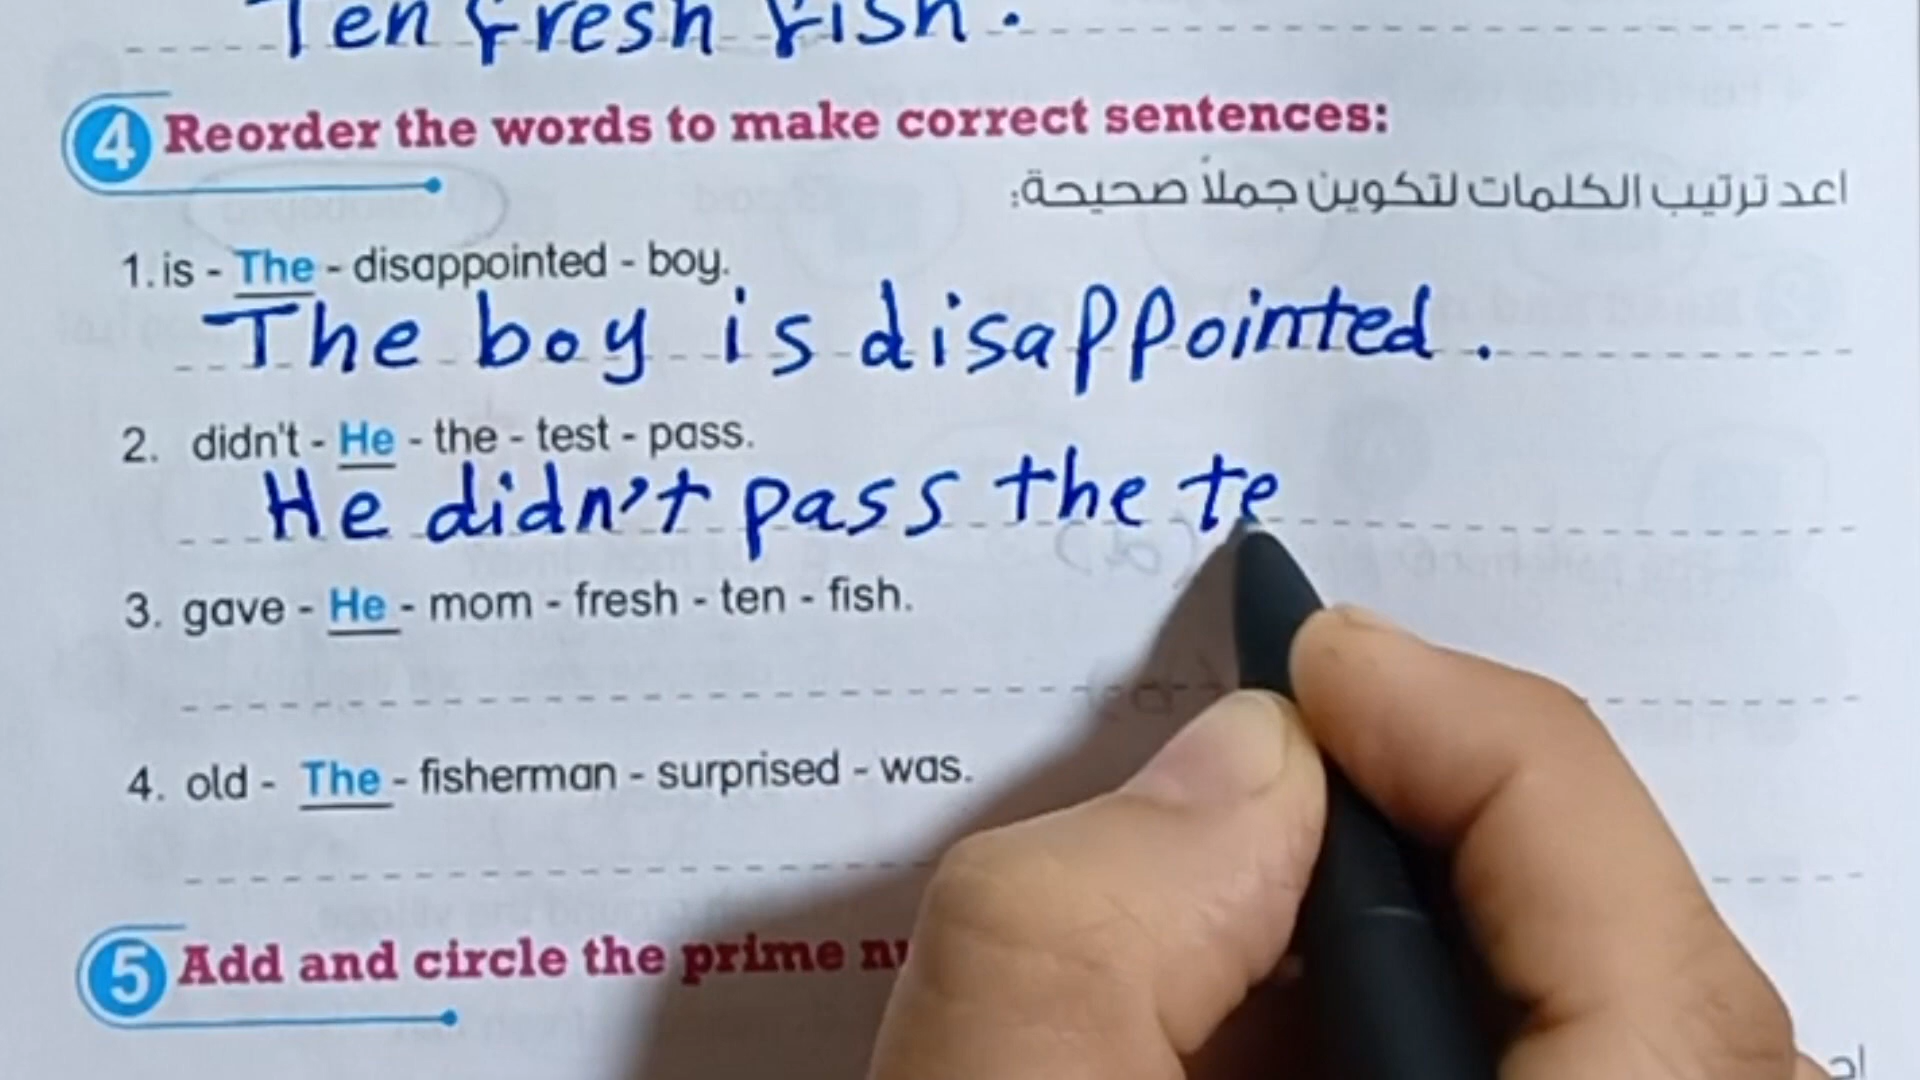 Ten fresh fish.
4 Reorder the words to make correct sentences:
اعد ترتيب الكلمات لتكوين جملاً صحيحة:
1. is - The - disappointed - boy.
The boy is disappointed.
2. didn't - He - the - test - pass.
He didn't pass the te
3. gave - He - mom - fresh - ten - fish.
4. old - The - fisherman - surprised - was.
5 Add and circle the prime